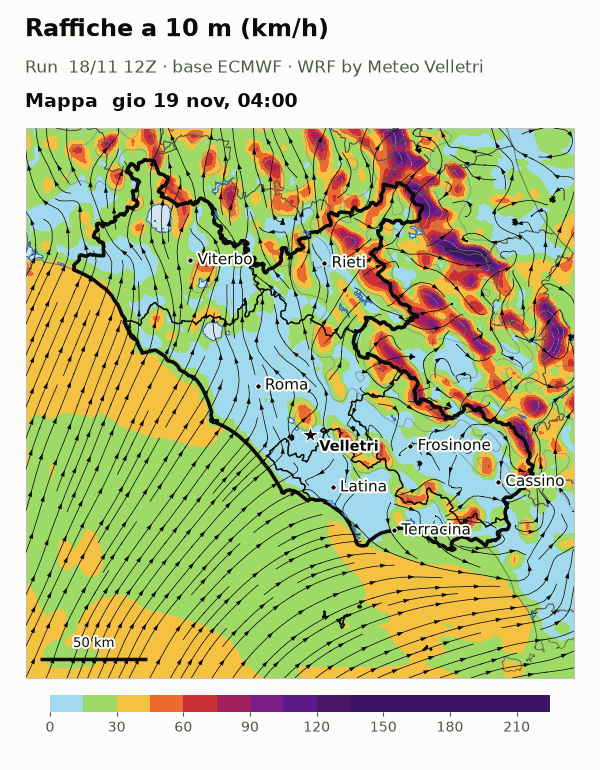 Raffiche a 10 m (km/h)
Run 18/11 12Z · base ECMWF · WRF by Meteo Velletri
Mappa gio 19 nov, 04:00
Viterbo
Rieti
Roma
Velletri
Frosinone
Cassino
Latina
Terracina
50 km
0 30 60 90 120 150 180 210